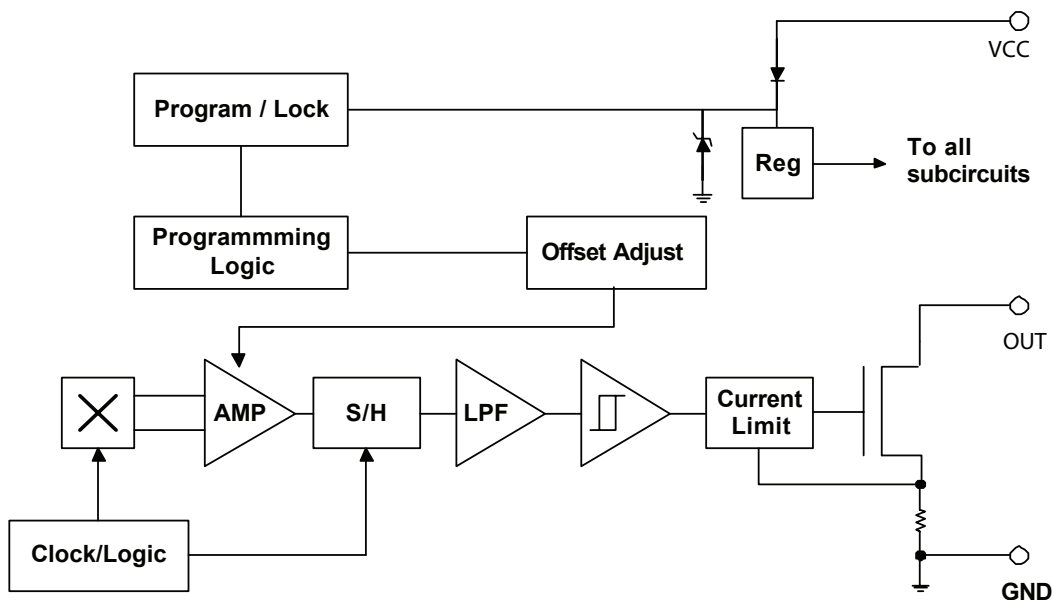 VCC
Program / Lock
Reg
To all
subcircuits
Programmming
Logic
Offset Adjust
OUT
AMP
S/H
LPF
Current
Limit
Clock/Logic
GND